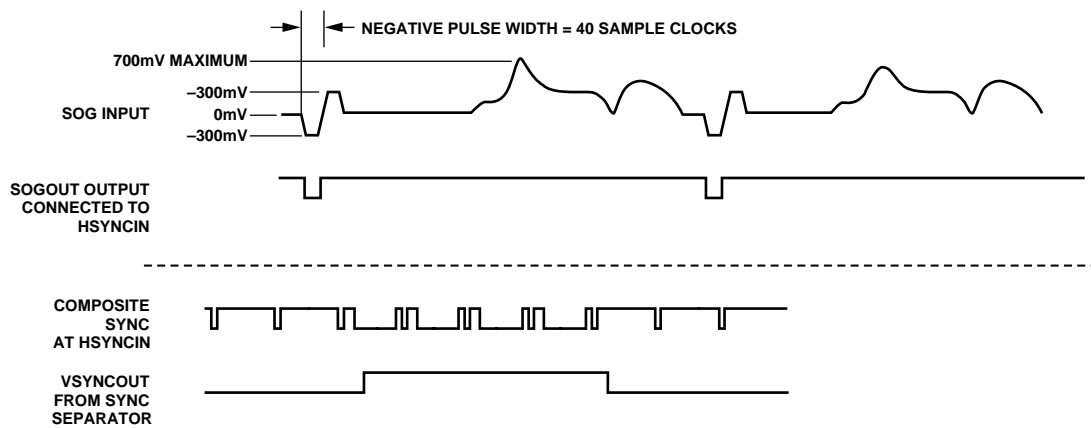 NEGATIVE PULSE WIDTH = 40 SAMPLE CLOCKS
700mV MAXIMUM
–300mV
SOG INPUT
0mV
–300mV
SOGOUT OUTPUT
CONNECTED TO
HSYNCIN
COMPOSITE
SYNC
AT HSYNCIN
VSYNCOUT
FROM SYNC
SEPARATOR